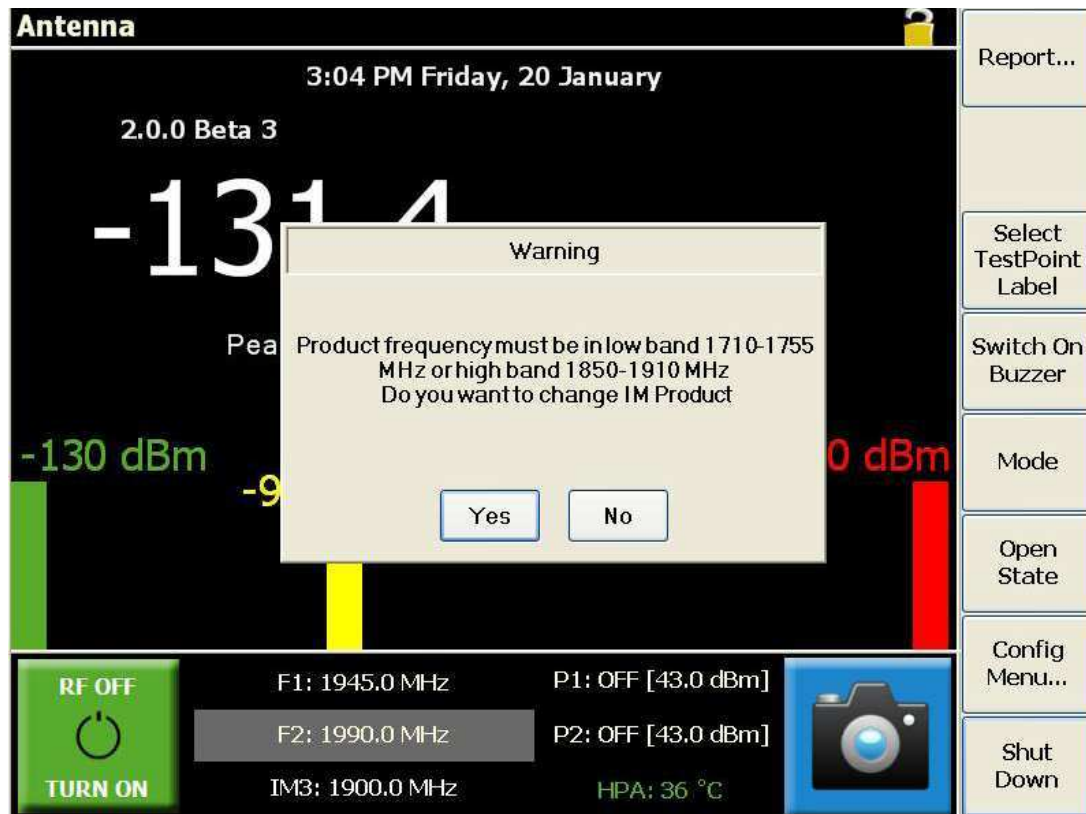 Antenna
3:04 PM Friday, 20 January
2.0.0 Beta 3
Pea
-130 dBm
-9
0 dBm
Warning
Product frequency must be in low band 1710-1755
MHz or high band 1850-1910 MHz
Do you want to change IM Product
Yes No
RF OFF
TURN ON
F1: 1945.0 MHz
F2: 1990.0 MHz
IM3: 1900.0 MHz
P1: OFF [43.0 dBm]
P2: OFF [43.0 dBm]
HPA: 36 °C
Report...
Select
TestPoint
Label
Switch On
Buzzer
Mode
Open
State
Config
Menu...
Shut
Down